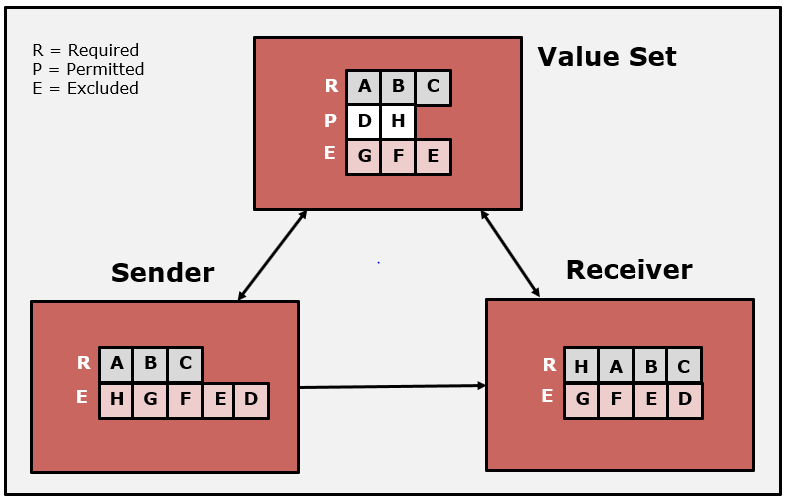 R = Required
P = Permitted
E = Excluded
Value Set
R A B C
P D H
E G F E
Sender
R A B C
E H G F E D
Receiver
R H A B C
E G F E D